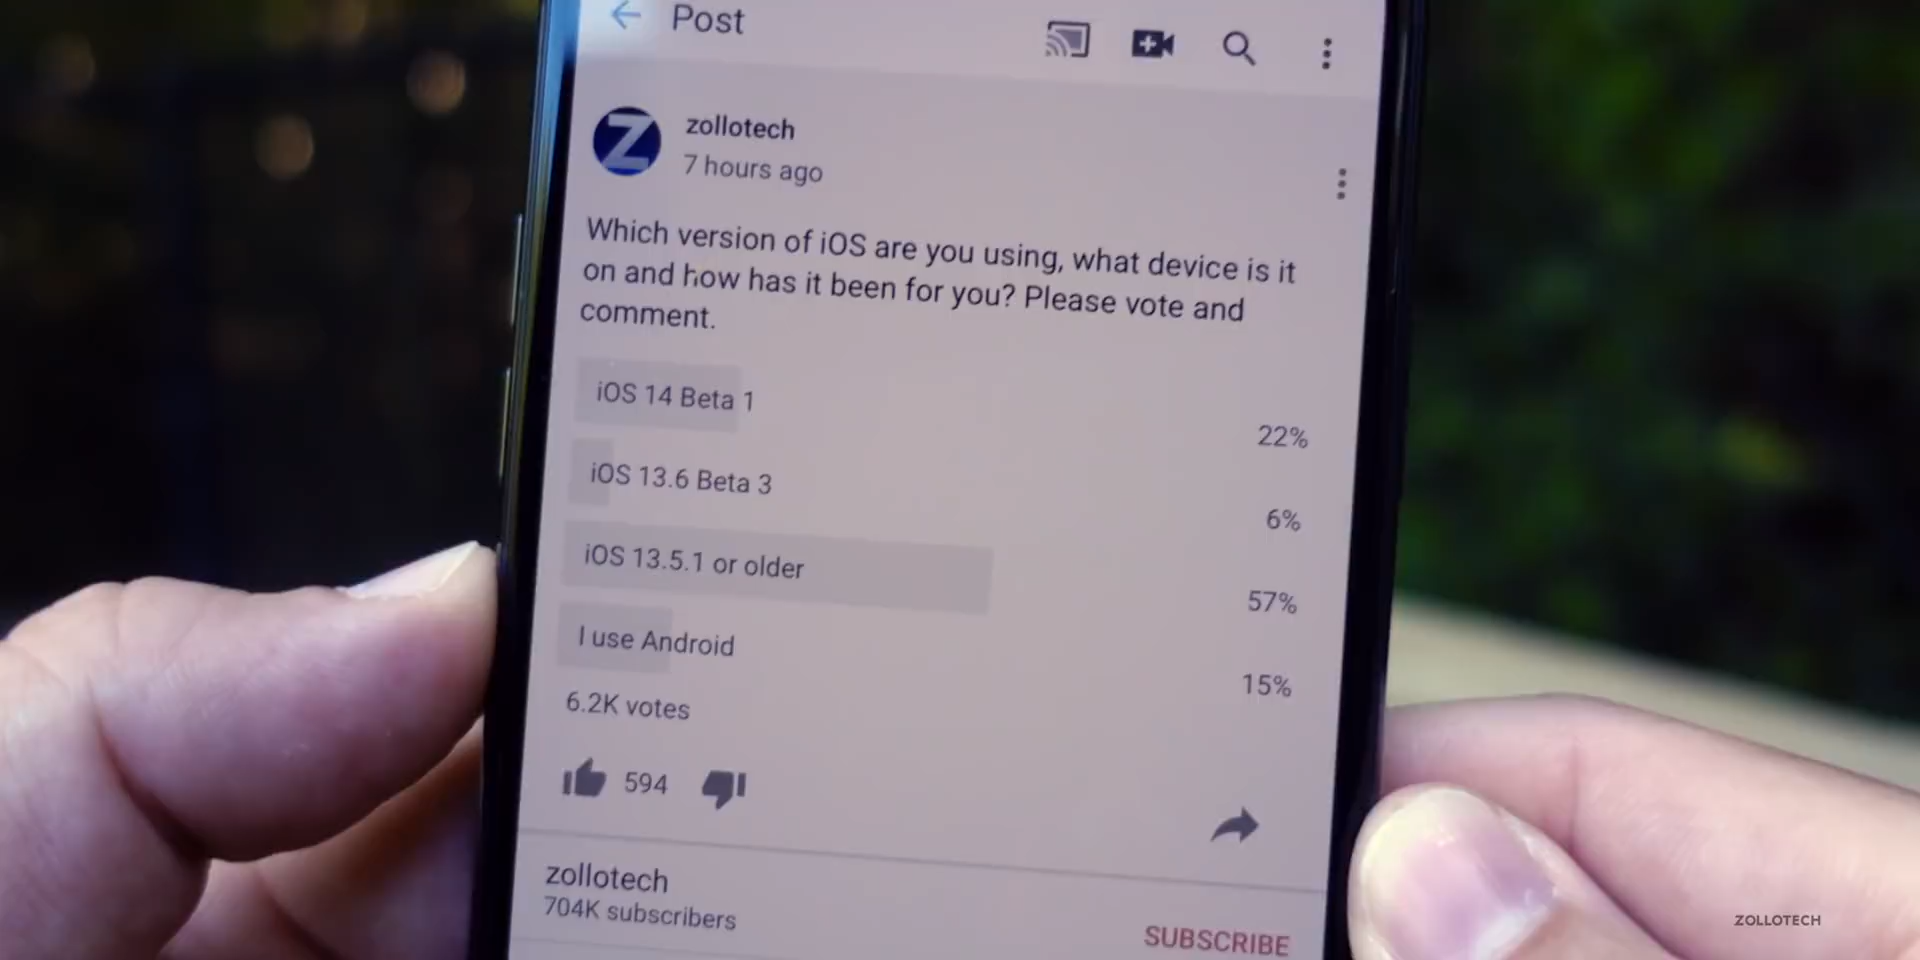 Post
zollotech
7 hours ago
Which version of iOS are you using, what device is it
on and how has it been for you? Please vote and
comment.
iOS 14 Beta 1
22%
iOS 13.6 Beta 3
6%
iOS 13.5.1 or older
57%
I use Android
15%
6.2K votes
594
zollotech
704K subscribers
SUBSCRIBE
ZOLLOTECH